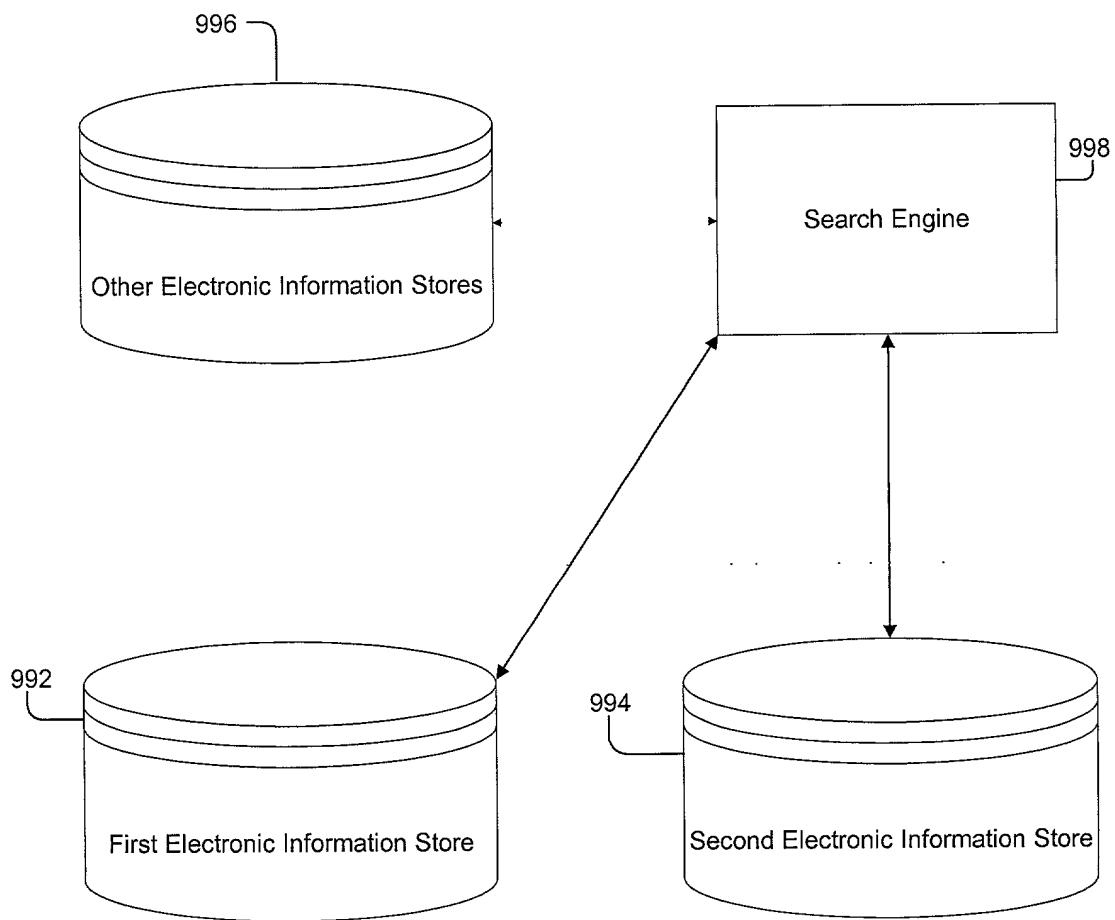 996
998
Search Engine
Other Electronic Information Stores
992
994
First Electronic Information Store
Second Electronic Information Store